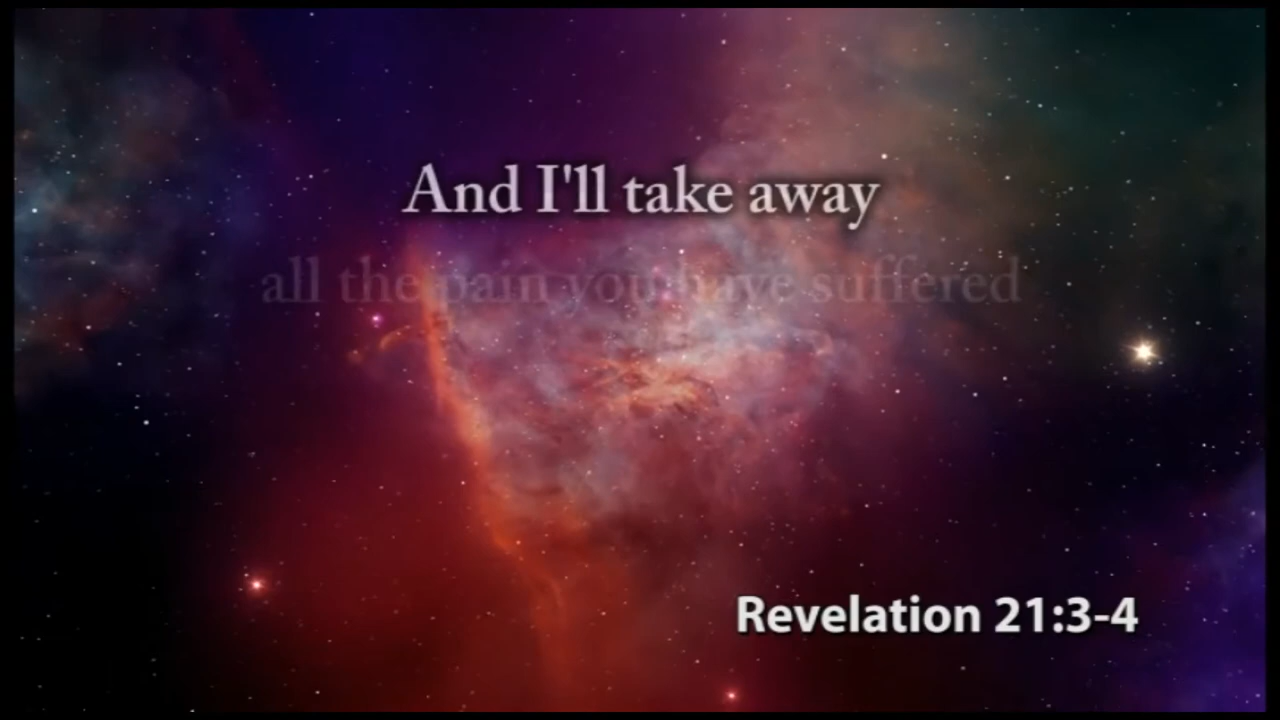 And I'll take away
all the pain you have suffered
Revelation 21:3-4